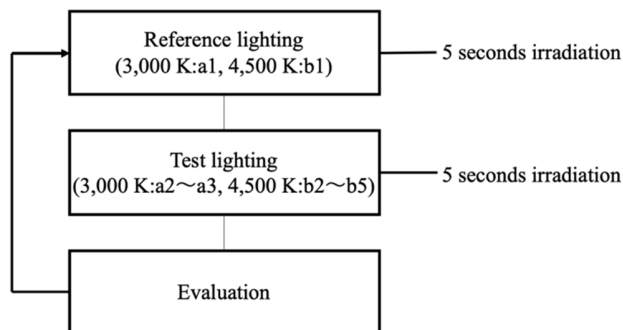 Reference lighting
(3,000 K:a1, 4,500 K:b1)
5 seconds irradiation
Test lighting
(3,000 K:a2〜a3, 4,500 K:b2〜b5)
5 seconds irradiation
Evaluation